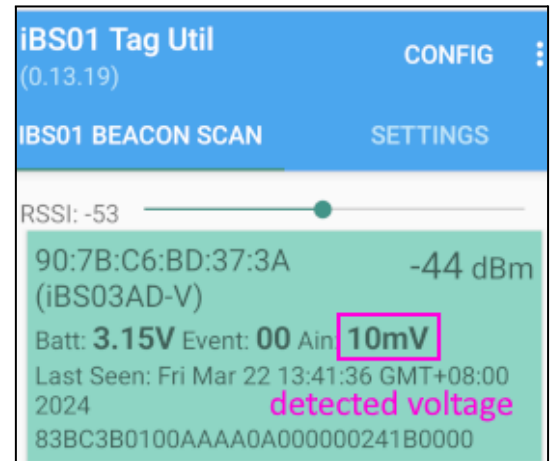 iBS01 Tag Util
CONFIG
(0.13.19)
IBS01 BEACON SCAN
SETTINGS
RSSI: -53
90:7B:C6:BD:37:3A
-44 dBm
(iBS03AD-V)
Batt: 3.15V Event: 00 Ain: 10mV
Last Seen: Fri Mar 22 13:41:36 GMT+08:00
2024
detected voltage
83BC3B0100AAAA0A000000241B0000